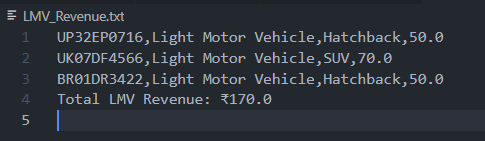 LMV_Revenue.txt
1 UP32EP0716,Light Motor Vehicle,Hatchback,50.0
2 UK07DF4566,Light Motor Vehicle,SUV,70.0
3 BR01DR3422,Light Motor Vehicle,Hatchback,50.0
4 Total LMV Revenue: ₹170.0
5